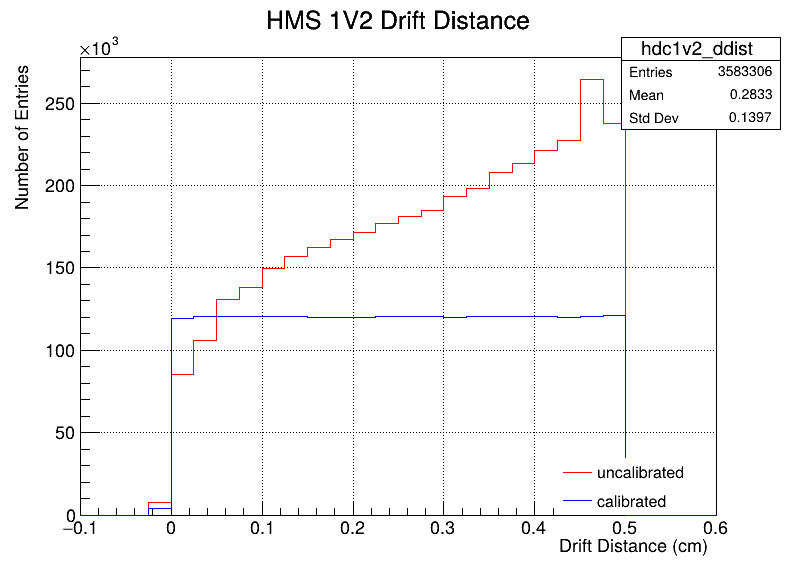 HMS 1V2 Drift Distance
×10³
hdc1v2_ddist
Entries 3583306
Mean 0.2833
Std Dev 0.1397
Number of Entries
250
200
150
100
50
0
uncalibrated
calibrated
−0.1 0 0.1 0.2 0.3 0.4 0.5 0.6
Drift Distance (cm)